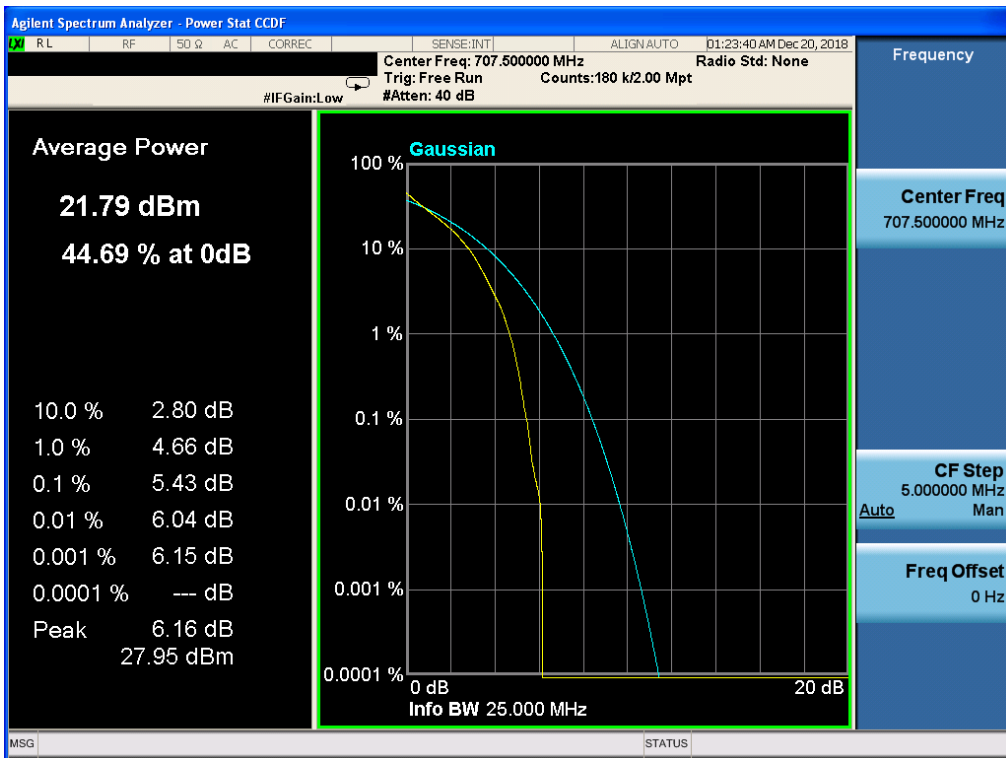 Agilent Spectrum Analyzer - Power Stat CCDF
LXI RL RF 50 Ω AC CORREC SENSE:INT ALIGN AUTO 01:23:40 AM Dec 20, 2018
Center Freq: 707.500000 MHz Radio Std: None
Trig: Free Run Counts:180 k/2.00 Mpt
#IFGain:Low #Atten: 40 dB
Frequency
Average Power
21.79 dBm
44.69 % at 0dB
10.0 % 2.80 dB
1.0 % 4.66 dB
0.1 % 5.43 dB
0.01 % 6.04 dB
0.001 % 6.15 dB
0.0001 % --- dB
Peak 6.16 dB
27.95 dBm
Gaussian
100 %
10 %
1 %
0.1 %
0.01 %
0.001 %
0.0001 %
0 dB 20 dB
Info BW 25.000 MHz
Center Freq
707.500000 MHz
CF Step
5.000000 MHz
Auto Man
Freq Offset
0 Hz
MSG STATUS